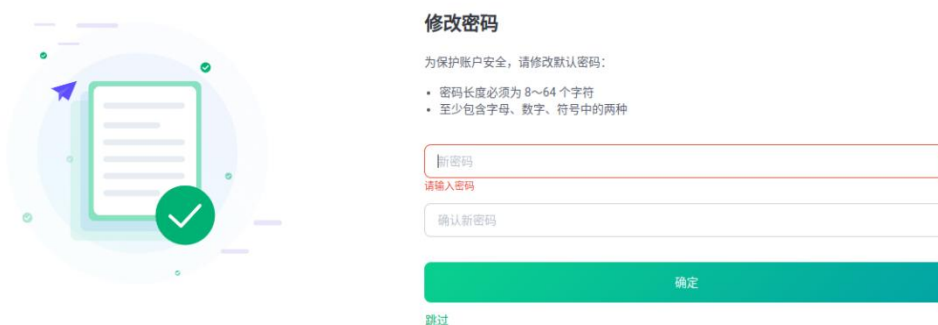 修改密码
为保护账户安全，请修改默认密码：
• 密码长度必须为 8～64 个字符
• 至少包含字母、数字、符号中的两种
新密码
请输入密码
确认新密码
确定
跳过